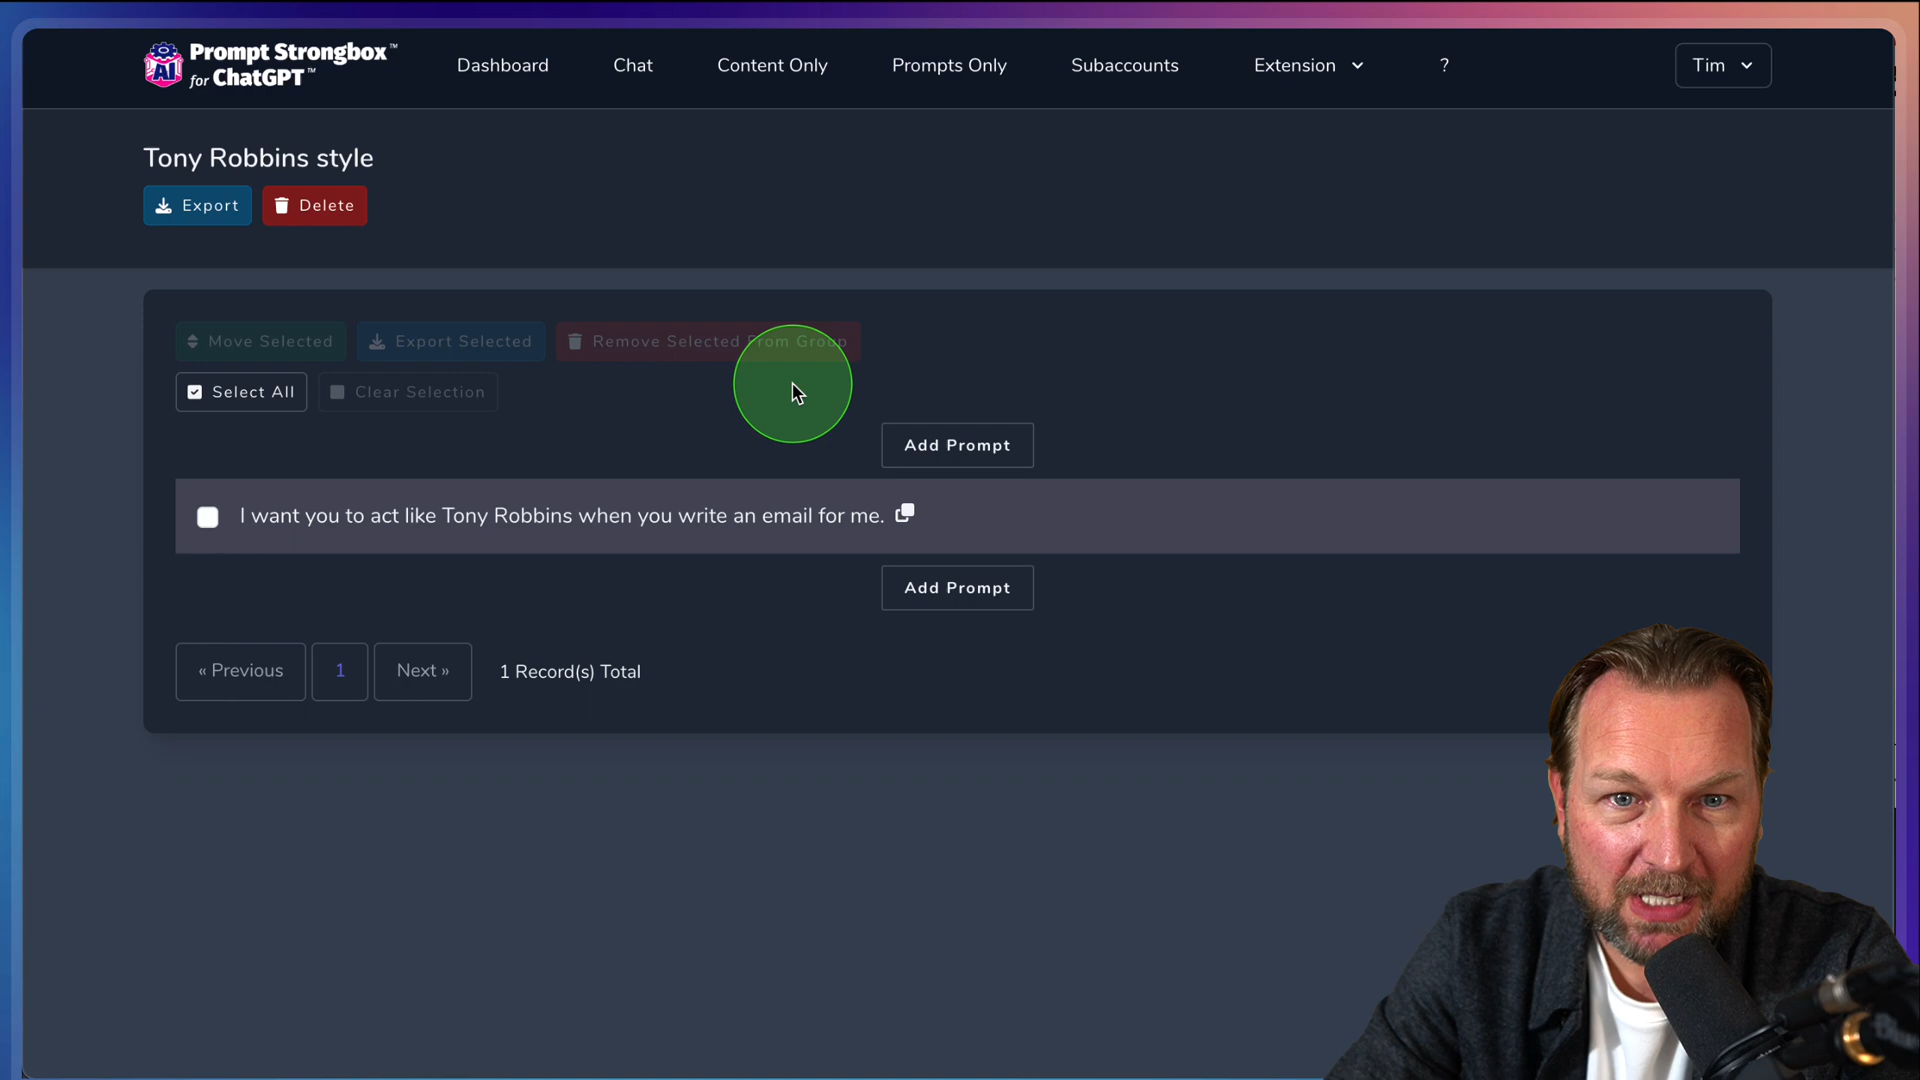 Prompt Strongbox™
for ChatGPT™
Dashboard
Chat
Content Only
Prompts Only
Subaccounts
Extension
?
Tim
Tony Robbins style
Export
Delete
Move Selected
Export Selected
Remove Selected From Group
Select All
Clear Selection
Add Prompt
I want you to act like Tony Robbins when you write an email for me.
Add Prompt
« Previous
1
Next »
1 Record(s) Total
AI